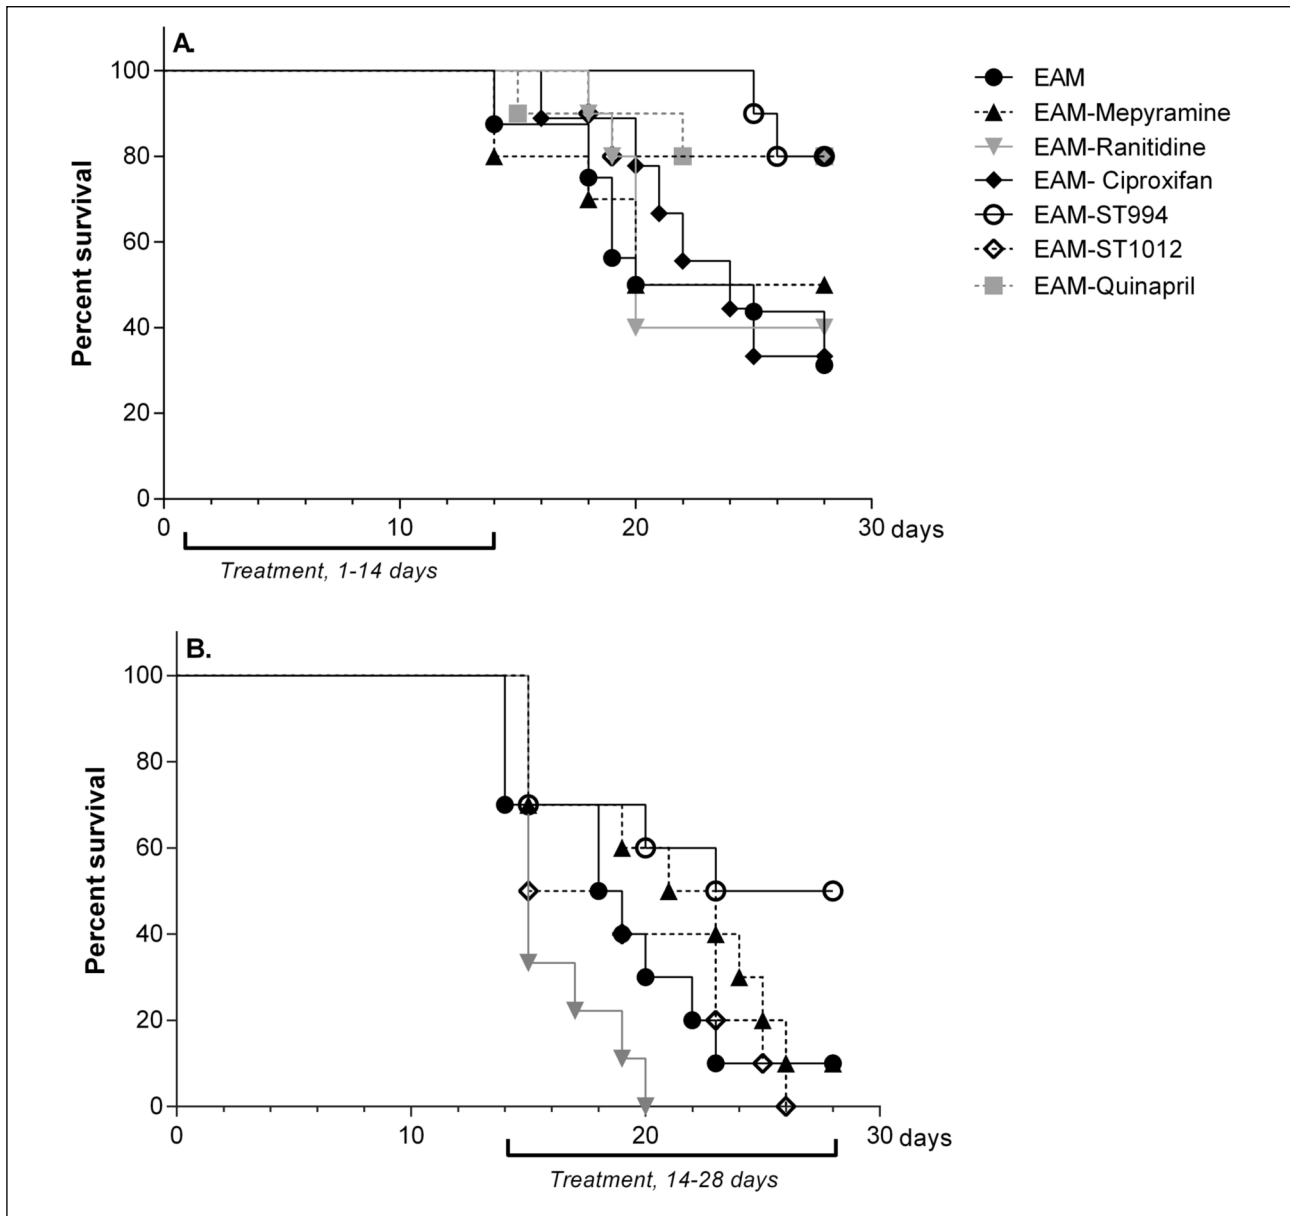 A.
Percent survival
100
80
60
40
20
0
0 10 20 30 days
Treatment, 1-14 days
EAM
EAM-Mepyramine
EAM-Ranitidine
EAM- Ciproxifan
EAM-ST994
EAM-ST1012
EAM-Quinapril
B.
Percent survival
100
80
60
40
20
0
0 10 20 30 days
Treatment, 14-28 days